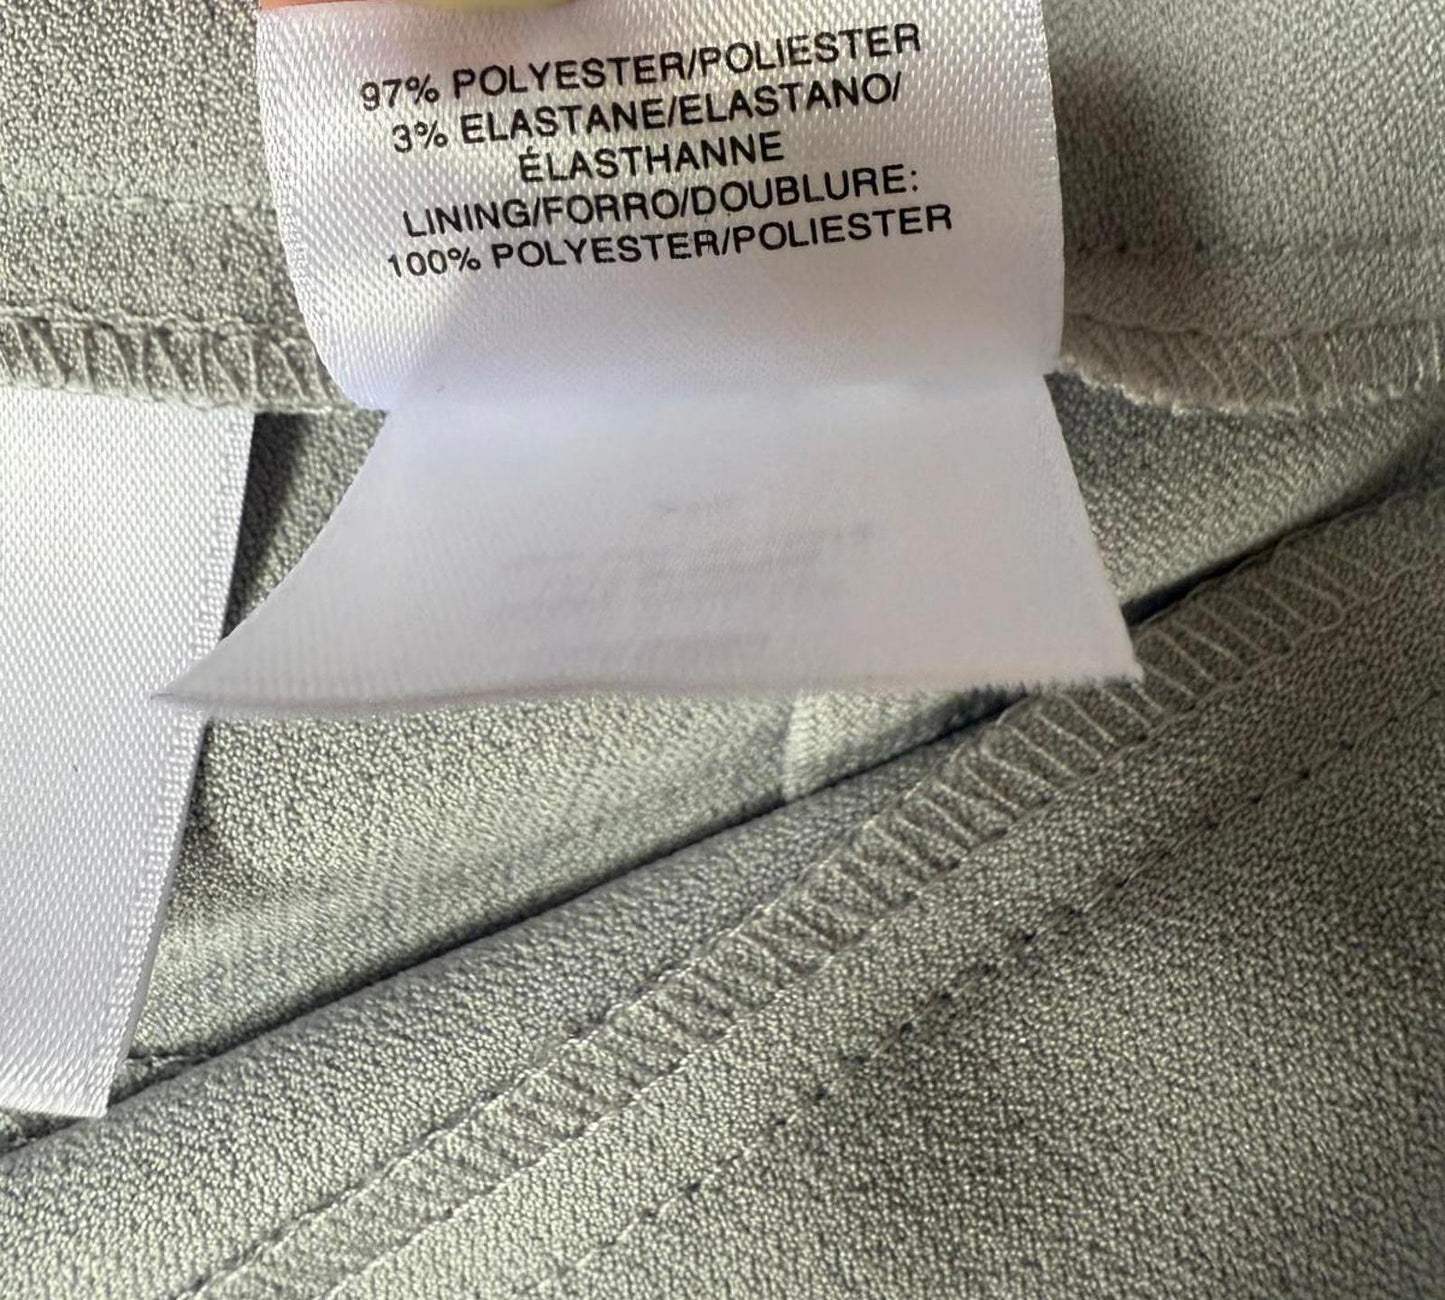 97% POLYESTER/POLIESTER
3% ELASTANE/ELASTANO/
ÉLASTHANNE
LINING/FORRO/DOUBLURE:
100% POLYESTER/POLIESTER